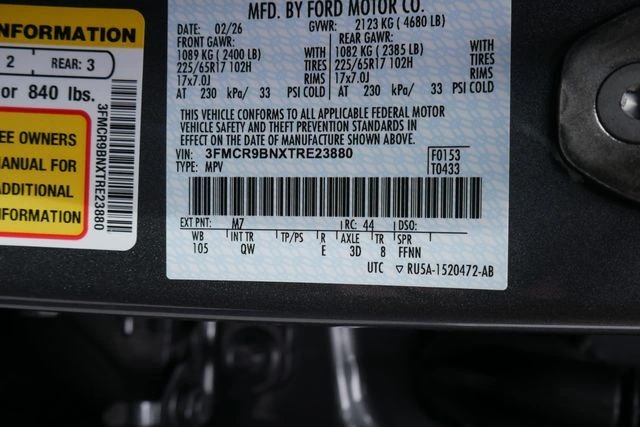 NFORMATION
2 REAR: 3
or 840 lbs.
EE OWNERS
MANUAL FOR
ADDITIONAL
NFORMATION
3FMCR9BNXTRE23880
MFD. BY FORD MOTOR CO.
DATE: 02/26 GVWR: 2123 KG ( 4680 LB)
FRONT GAWR: REAR GAWR:
1089 KG ( 2400 LB) WITH 1082 KG ( 2385 LB) WITH
225/65R17 102H TIRES 225/65R17 102H TIRES
17x7.0J RIMS 17x7.0J RIMS
AT 230 kPa/ 33 PSI COLD AT 230 kPa/ 33 PSI COLD
THIS VEHICLE CONFORMS TO ALL APPLICABLE FEDERAL MOTOR
VEHICLE SAFETY AND THEFT PREVENTION STANDARDS IN
EFFECT ON THE DATE OF MANUFACTURE SHOWN ABOVE.
VIN: 3FMCR9BNXTRE23880 F0153
TYPE: MPV T0433
EXT PNT: M7 RC: 44 DSO:
WB INT TR TP/PS R AXLE TR SPR
105 QW E 3D 8 FFNN
UTC ▽ RU5A-1520472-AB